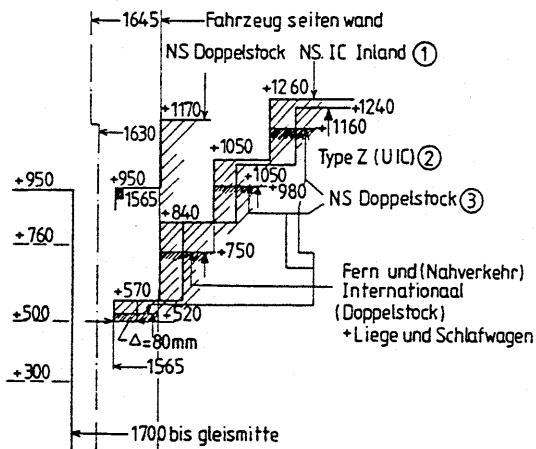 1645 Fahrzeug seiten wand
NS Doppelstock NS. IC Inland 1
+1260
+1170 +1240
+1160
1630
+1050 Type Z (UIC) 2
+950 +950 +1050
1565 +980 NS Doppelstock 3
+840
+760 +750
Fern und (Nahverkehr)
+570 Internationaal
(Doppelstock)
+500 +520
+Liege und Schlafwagen
Δ=80mm
1565
+300
1700 bis gleismitte